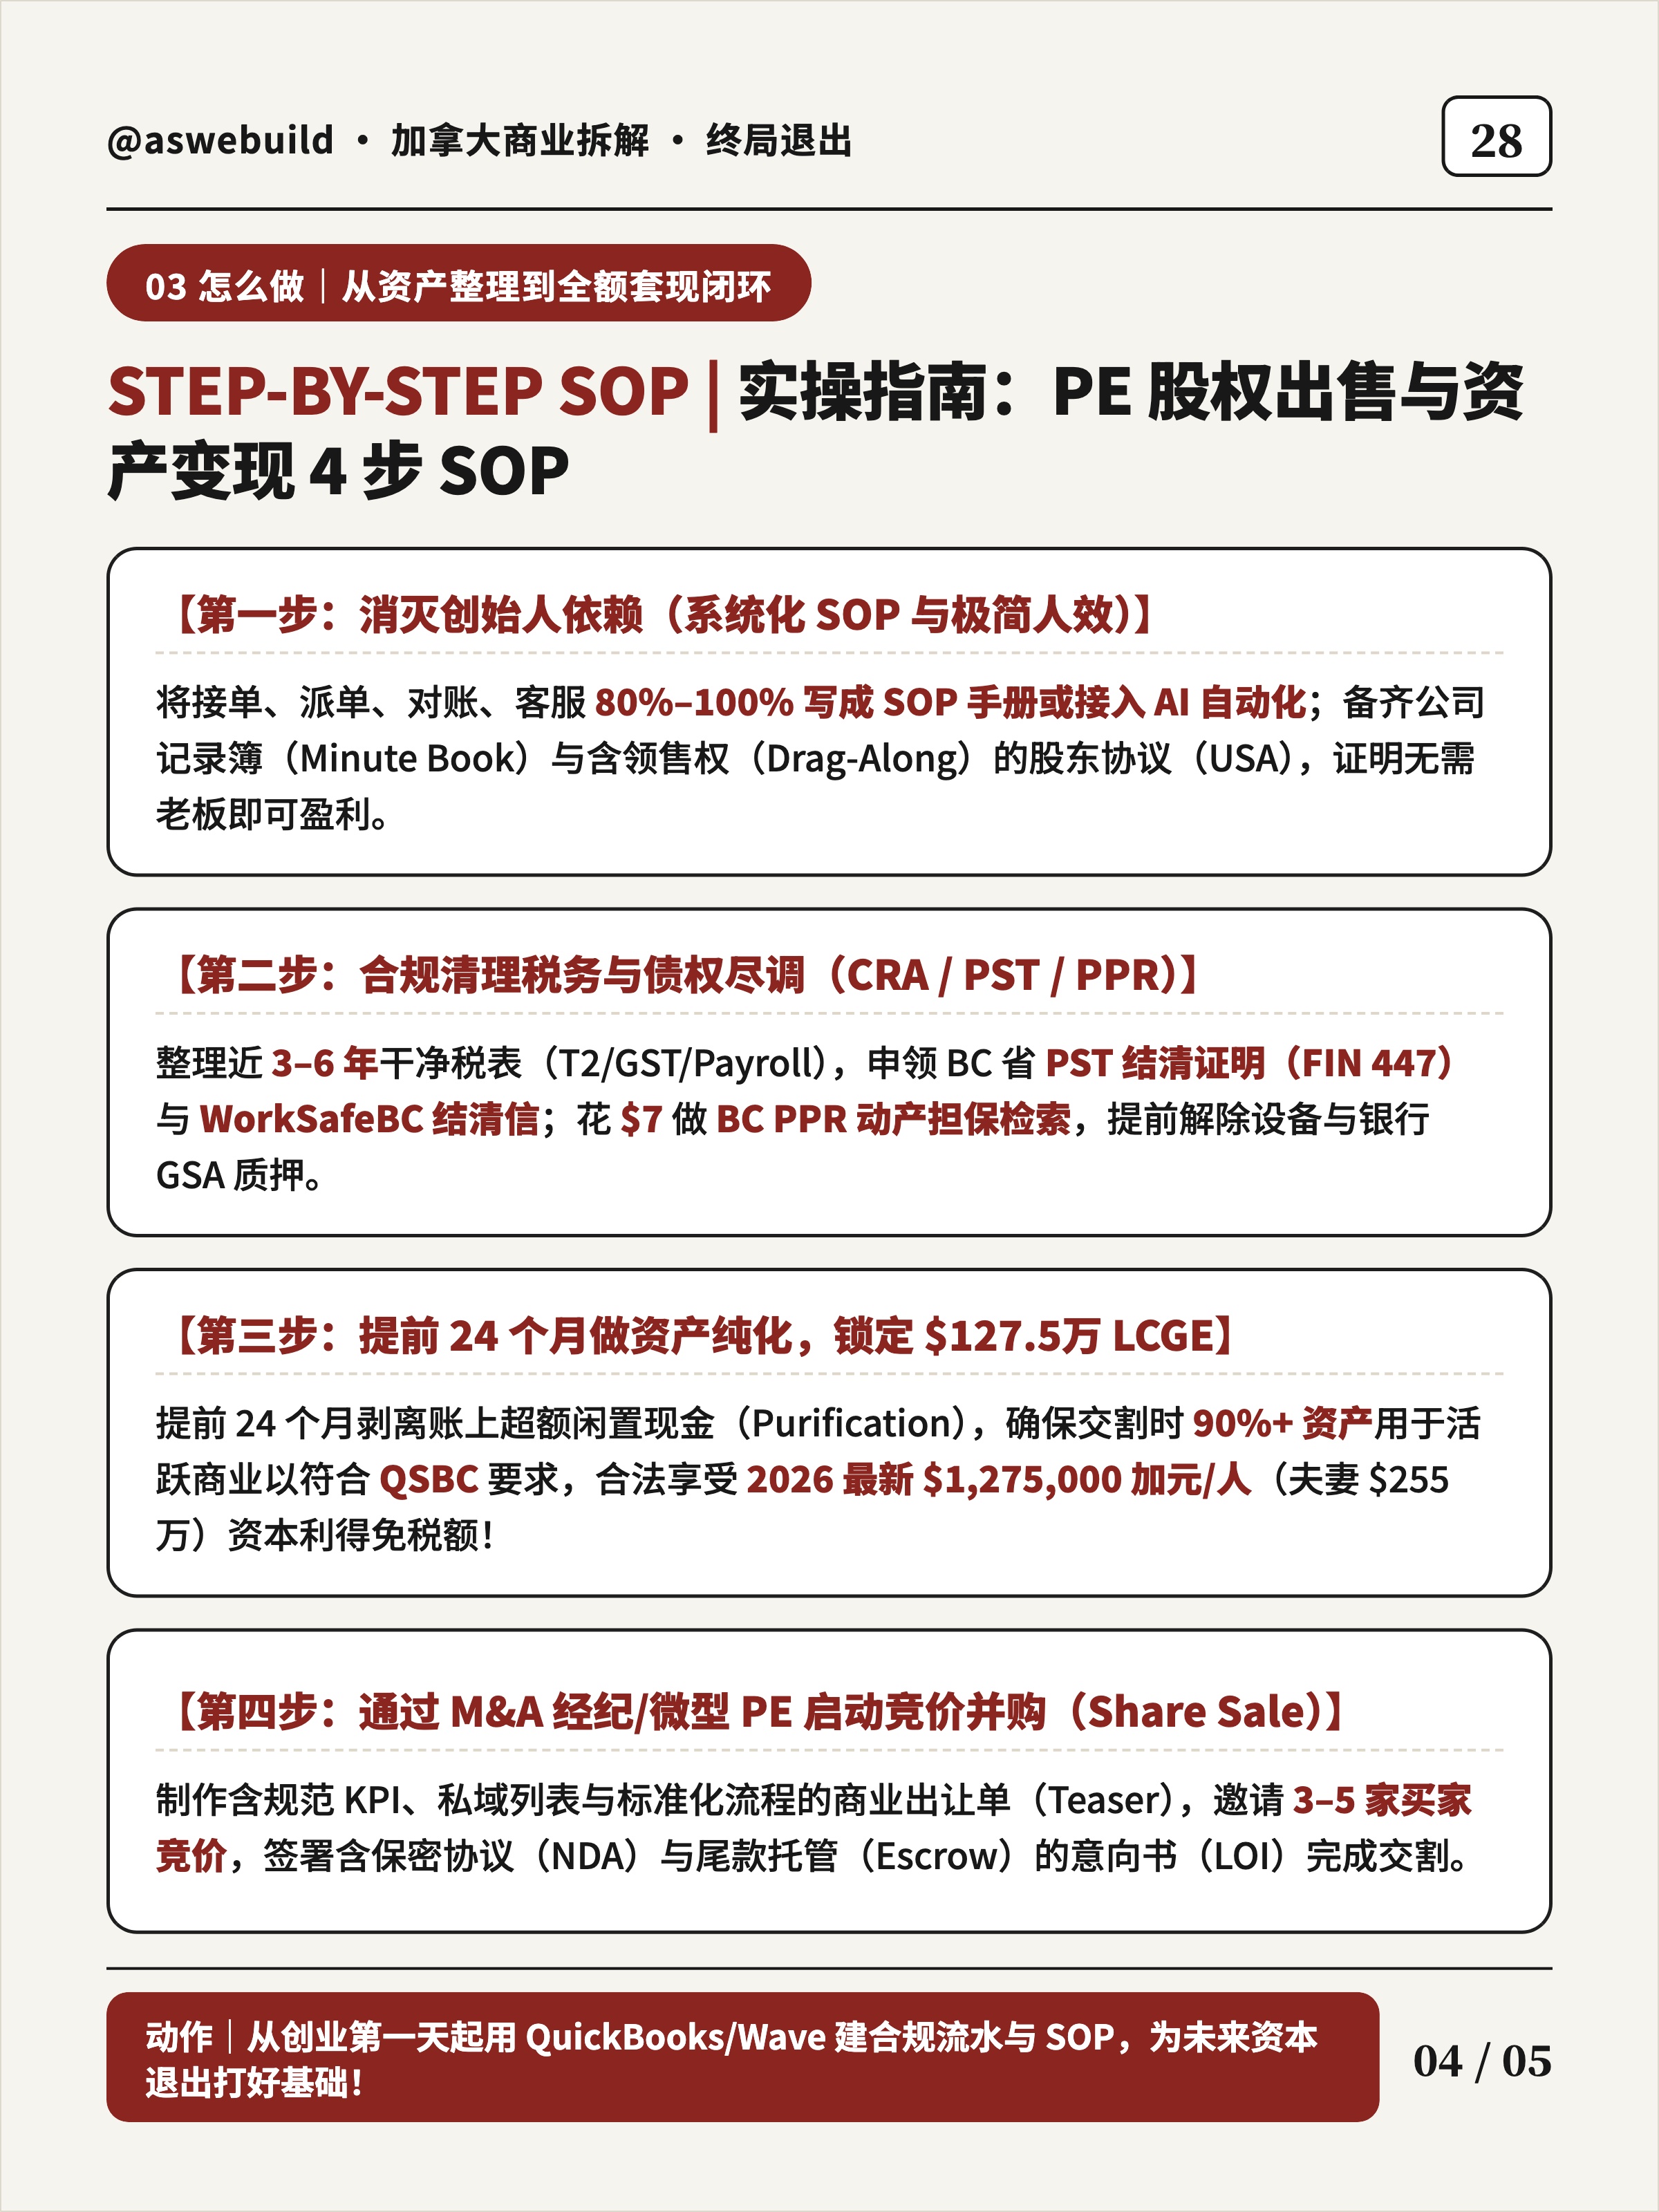 @aswebuild • 加拿大商业拆解 • 终局退出
28
03 怎么做｜从资产整理到全额套现闭环
STEP-BY-STEP SOP | 实操指南：PE 股权出售与资
产变现 4 步 SOP
【第一步：消灭创始人依赖（系统化 SOP 与极简人效）】
将接单、派单、对账、客服 80%–100% 写成 SOP 手册或接入 AI 自动化；备齐公司
记录簿（Minute Book）与含领售权（Drag-Along）的股东协议（USA），证明无需
老板即可盈利。
【第二步：合规清理税务与债权尽调（CRA / PST / PPR）】
整理近 3–6 年干净税表（T2/GST/Payroll），申领 BC 省 PST 结清证明（FIN 447）
与 WorkSafeBC 结清信；花 $7 做 BC PPR 动产担保检索，提前解除设备与银行
GSA 质押。
【第三步：提前 24 个月做资产纯化，锁定 $127.5万 LCGE】
提前 24 个月剥离账上超额闲置现金（Purification），确保交割时 90%+ 资产用于活
跃商业以符合 QSBC 要求，合法享受 2026 最新 $1,275,000 加元/人（夫妻 $255
万）资本利得免税额！
【第四步：通过 M&A 经纪/微型 PE 启动竞价并购（Share Sale）】
制作含规范 KPI、私域列表与标准化流程的商业出让单（Teaser），邀请 3–5 家买家
竞价，签署含保密协议（NDA）与尾款托管（Escrow）的意向书（LOI）完成交割。
动作｜从创业第一天起用 QuickBooks/Wave 建合规流水与 SOP，为未来资本
退出打好基础！
04 / 05